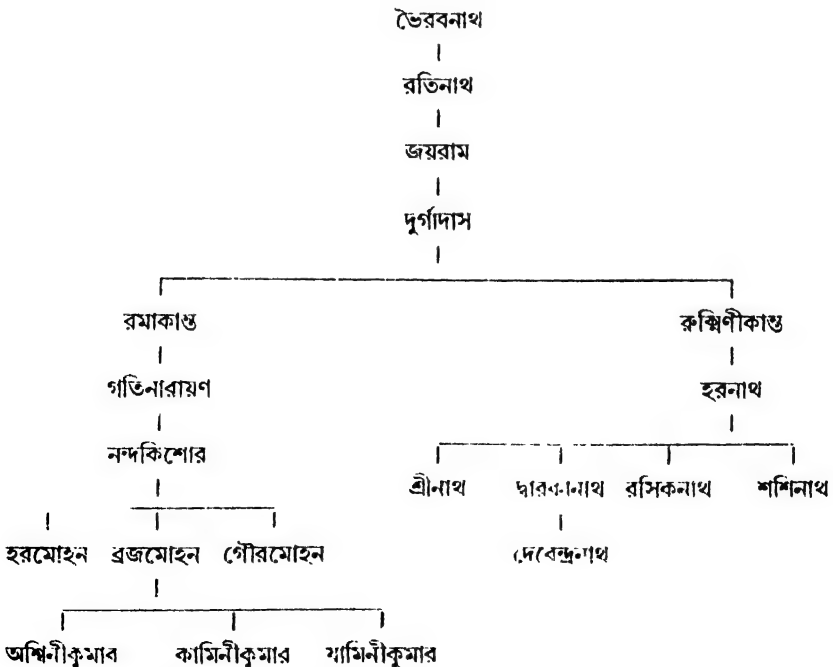 ভৈরবনাথ
রতিনাথ
জয়রাম
দুর্গাদাস
রমাকান্ত রুক্মিণীকান্ত
গতিনারায়ণ হরনাথ
নন্দকিশোর
শ্রীনাথ দ্বারকানাথ রসিকনাথ শশিনাথ
হরমোহন ব্রজমোহন গৌরমোহন দেবেন্দ্রনাথ
অশ্বিনীকুমাব কামিনীকুমার যামিনীকুমার